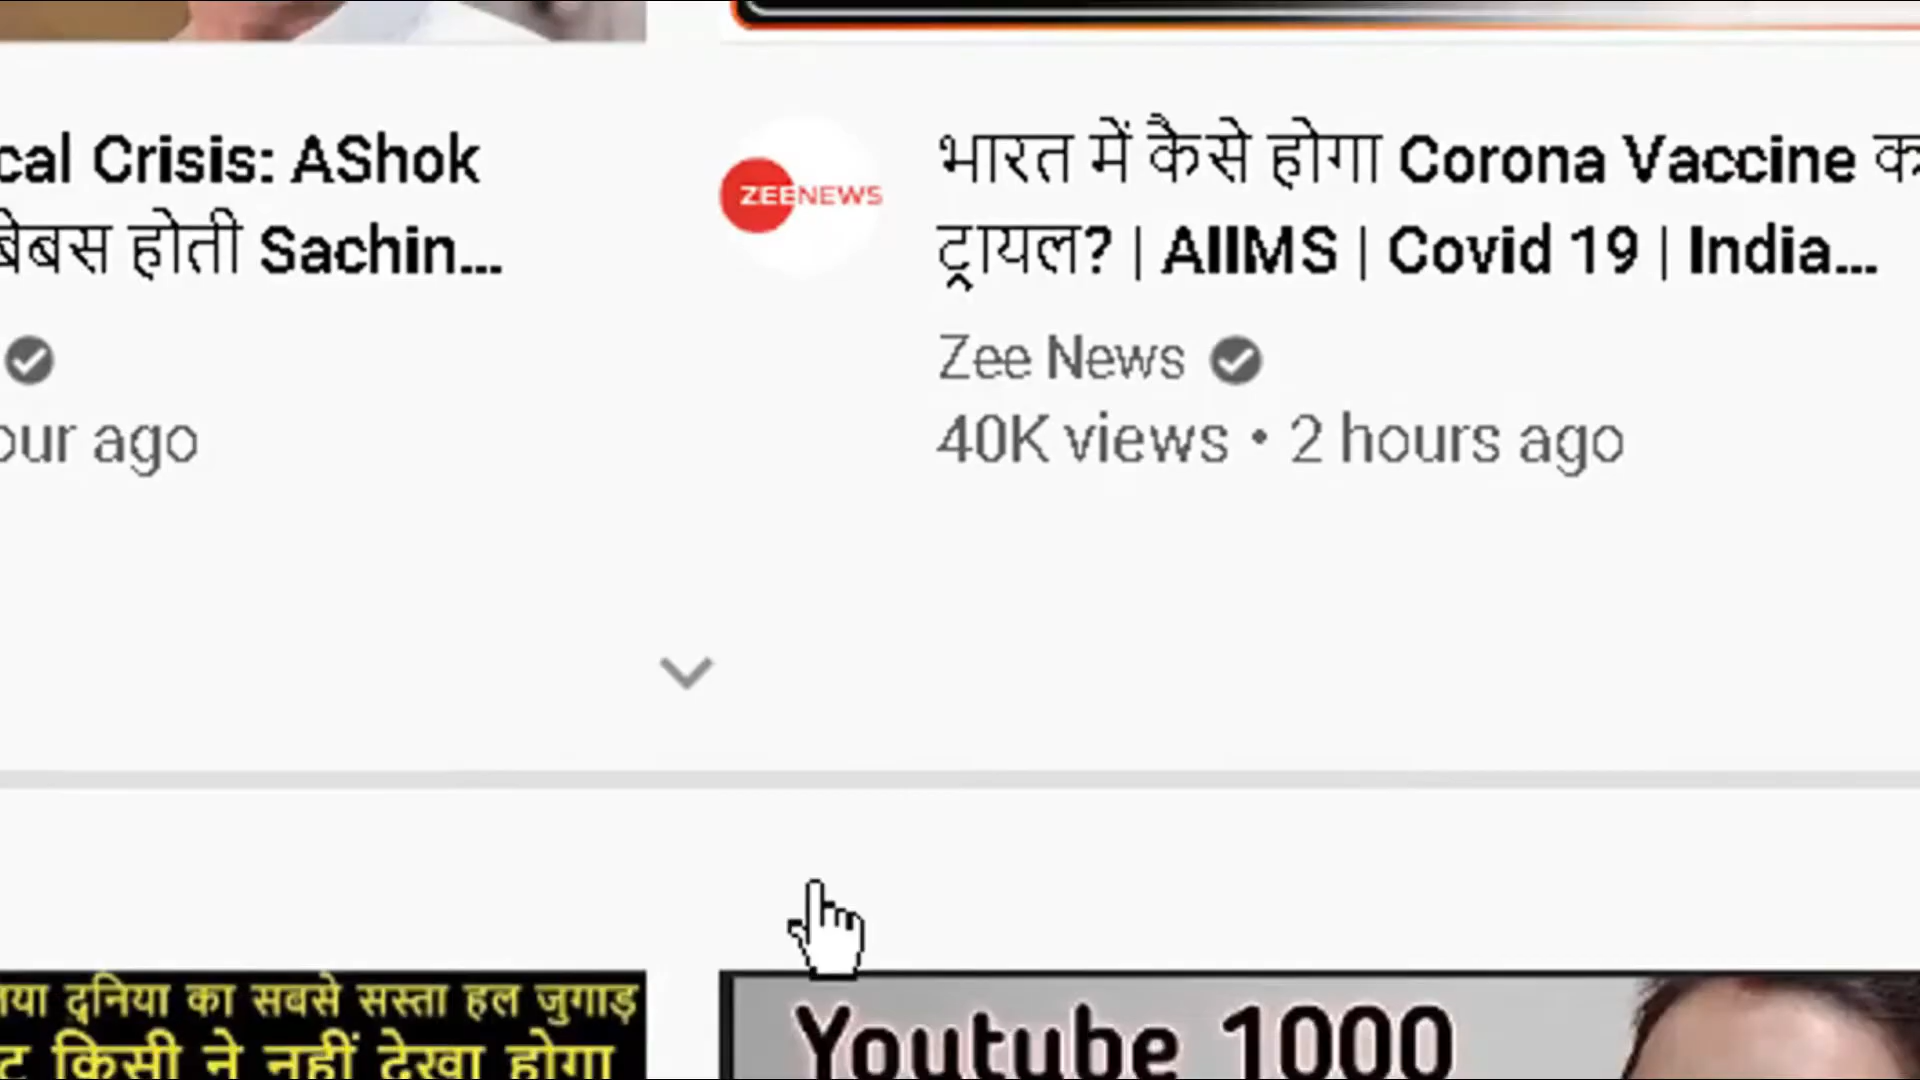 cal Crisis: AShok
बेबस होती Sachin...
our ago
ZEENEWS
भारत में कैसे होगा Corona Vaccine क
ट्रायल? | AIIMS | Covid 19 | India...
Zee News
40K views • 2 hours ago
दुनिया का सबसे सस्ता हल जुगाड़
किसी ने नहीं देखा होगा
Youtube 1000